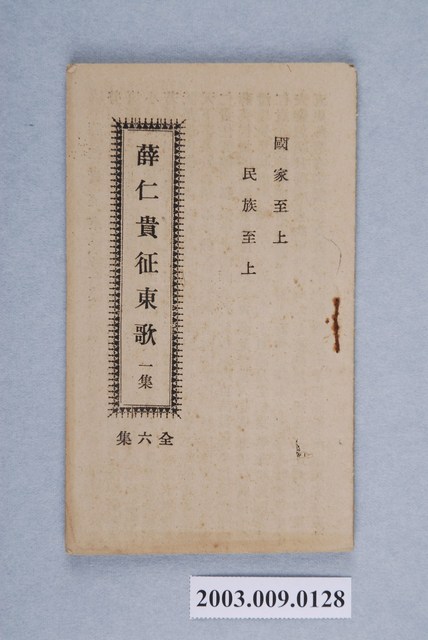 國家至上
民族至上
薛仁貴征東歌 一集
全六集
2003.009.0128